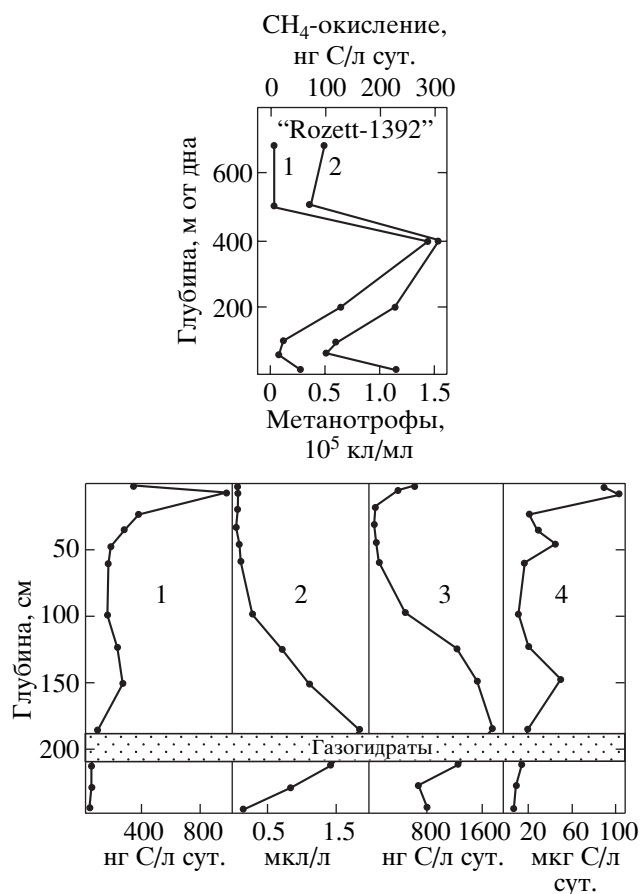 CH₄-окисление,
нг С/л сут.
0 100 200 300
“Rozett-1392”
1 2
Глубина, м от дна
600
400
200
0 0.5 1.0 1.5
Метанотрофы,
10⁵ кл/мл
Глубина, см
50
100
150
200
1 2 3 4
Газогидраты
400 800 0.5 1.5 800 1600 20 60 100
нг С/л сут. мкл/л нг С/л сут. мкг С/л
сут.